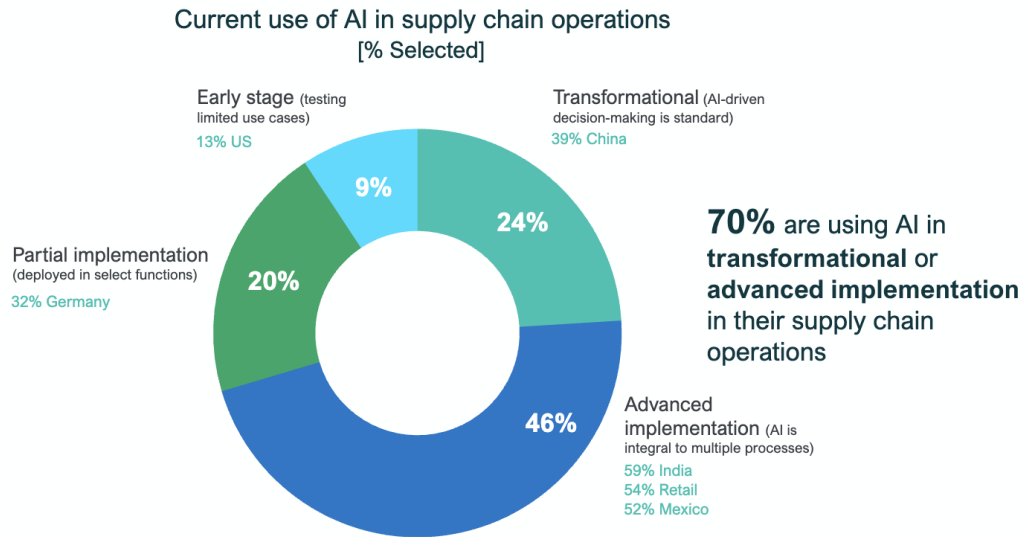 Current use of AI in supply chain operations
[% Selected]
Early stage (testing
limited use cases)
13% US
Transformational (AI-driven
decision-making is standard)
39% China
9%
24%
Partial implementation
(deployed in select functions)
32% Germany
20%
70% are using AI in
transformational or
advanced implementation
in their supply chain
operations
46%
Advanced
implementation (AI is
integral to multiple processes)
59% India
54% Retail
52% Mexico